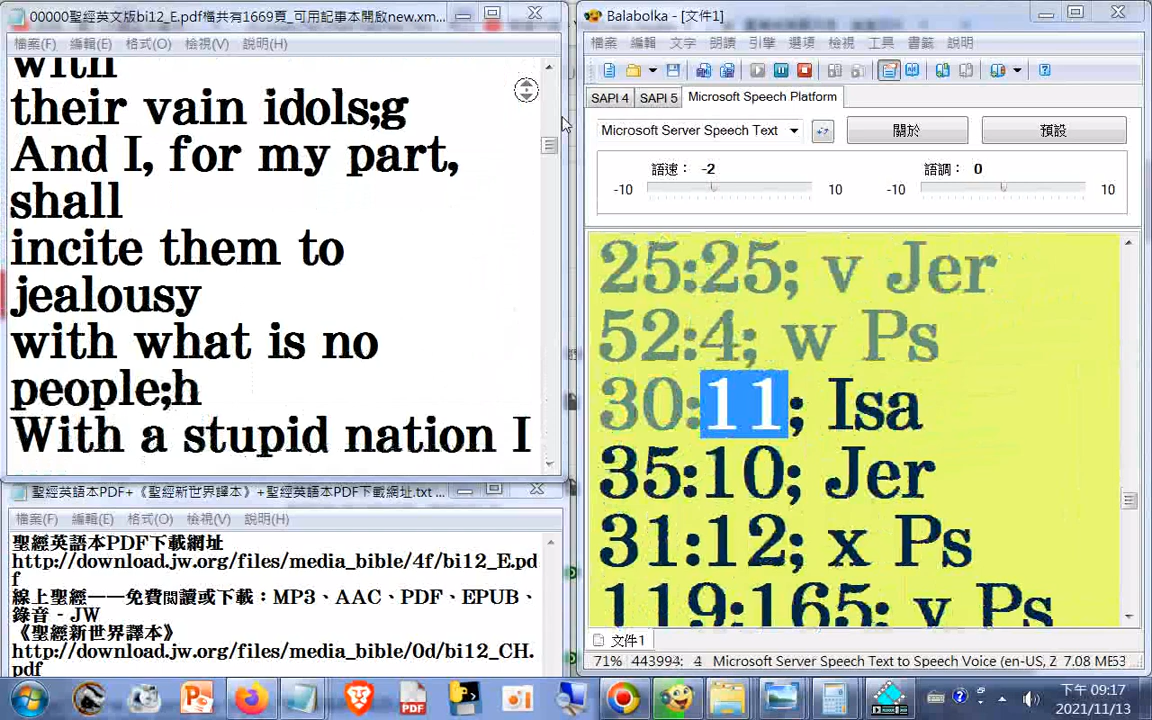 00000聖經英文版bi12_E.pdf檔共有1669頁_可用記事本開啟new.xm...
檔案(F) 編輯(E) 格式(O) 檢視(V) 說明(H)
with
their vain idols;g
And I, for my part,
shall
incite them to
jealousy
with what is no
people;h
With a stupid nation I
聖經英語本PDF+《聖經新世界譯本》+聖經英語本PDF下載網址.txt ...
檔案(F) 編輯(E) 格式(O) 檢視(V) 說明(H)
聖經英語本PDF下載網址
http://download.jw.org/files/media_bible/4f/bi12_E.pd
f
線上聖經——免費閱讀或下載：MP3、AAC、PDF、EPUB、
錄音 - JW
《聖經新世界譯本》
http://download.jw.org/files/media_bible/0d/bi12_CH.
pdf
Balabolka - [文件1]
檔案 編輯 文字 朗讀 引擎 選項 檢視 工具 書籤 說明
SAPI 4 SAPI 5 Microsoft Speech Platform
Microsoft Server Speech Text 關於 預設
語速： -2 語調： 0
-10 10 -10 10
25:25; v Jer
52:4; w Ps
30:11; Isa
35:10; Jer
31:12; x Ps
119:165; y Ps
文件1
71% 443994: 4 Microsoft Server Speech Text to Speech Voice (en-US, Z 7.08 ME53
下午 09:17
2021/11/13